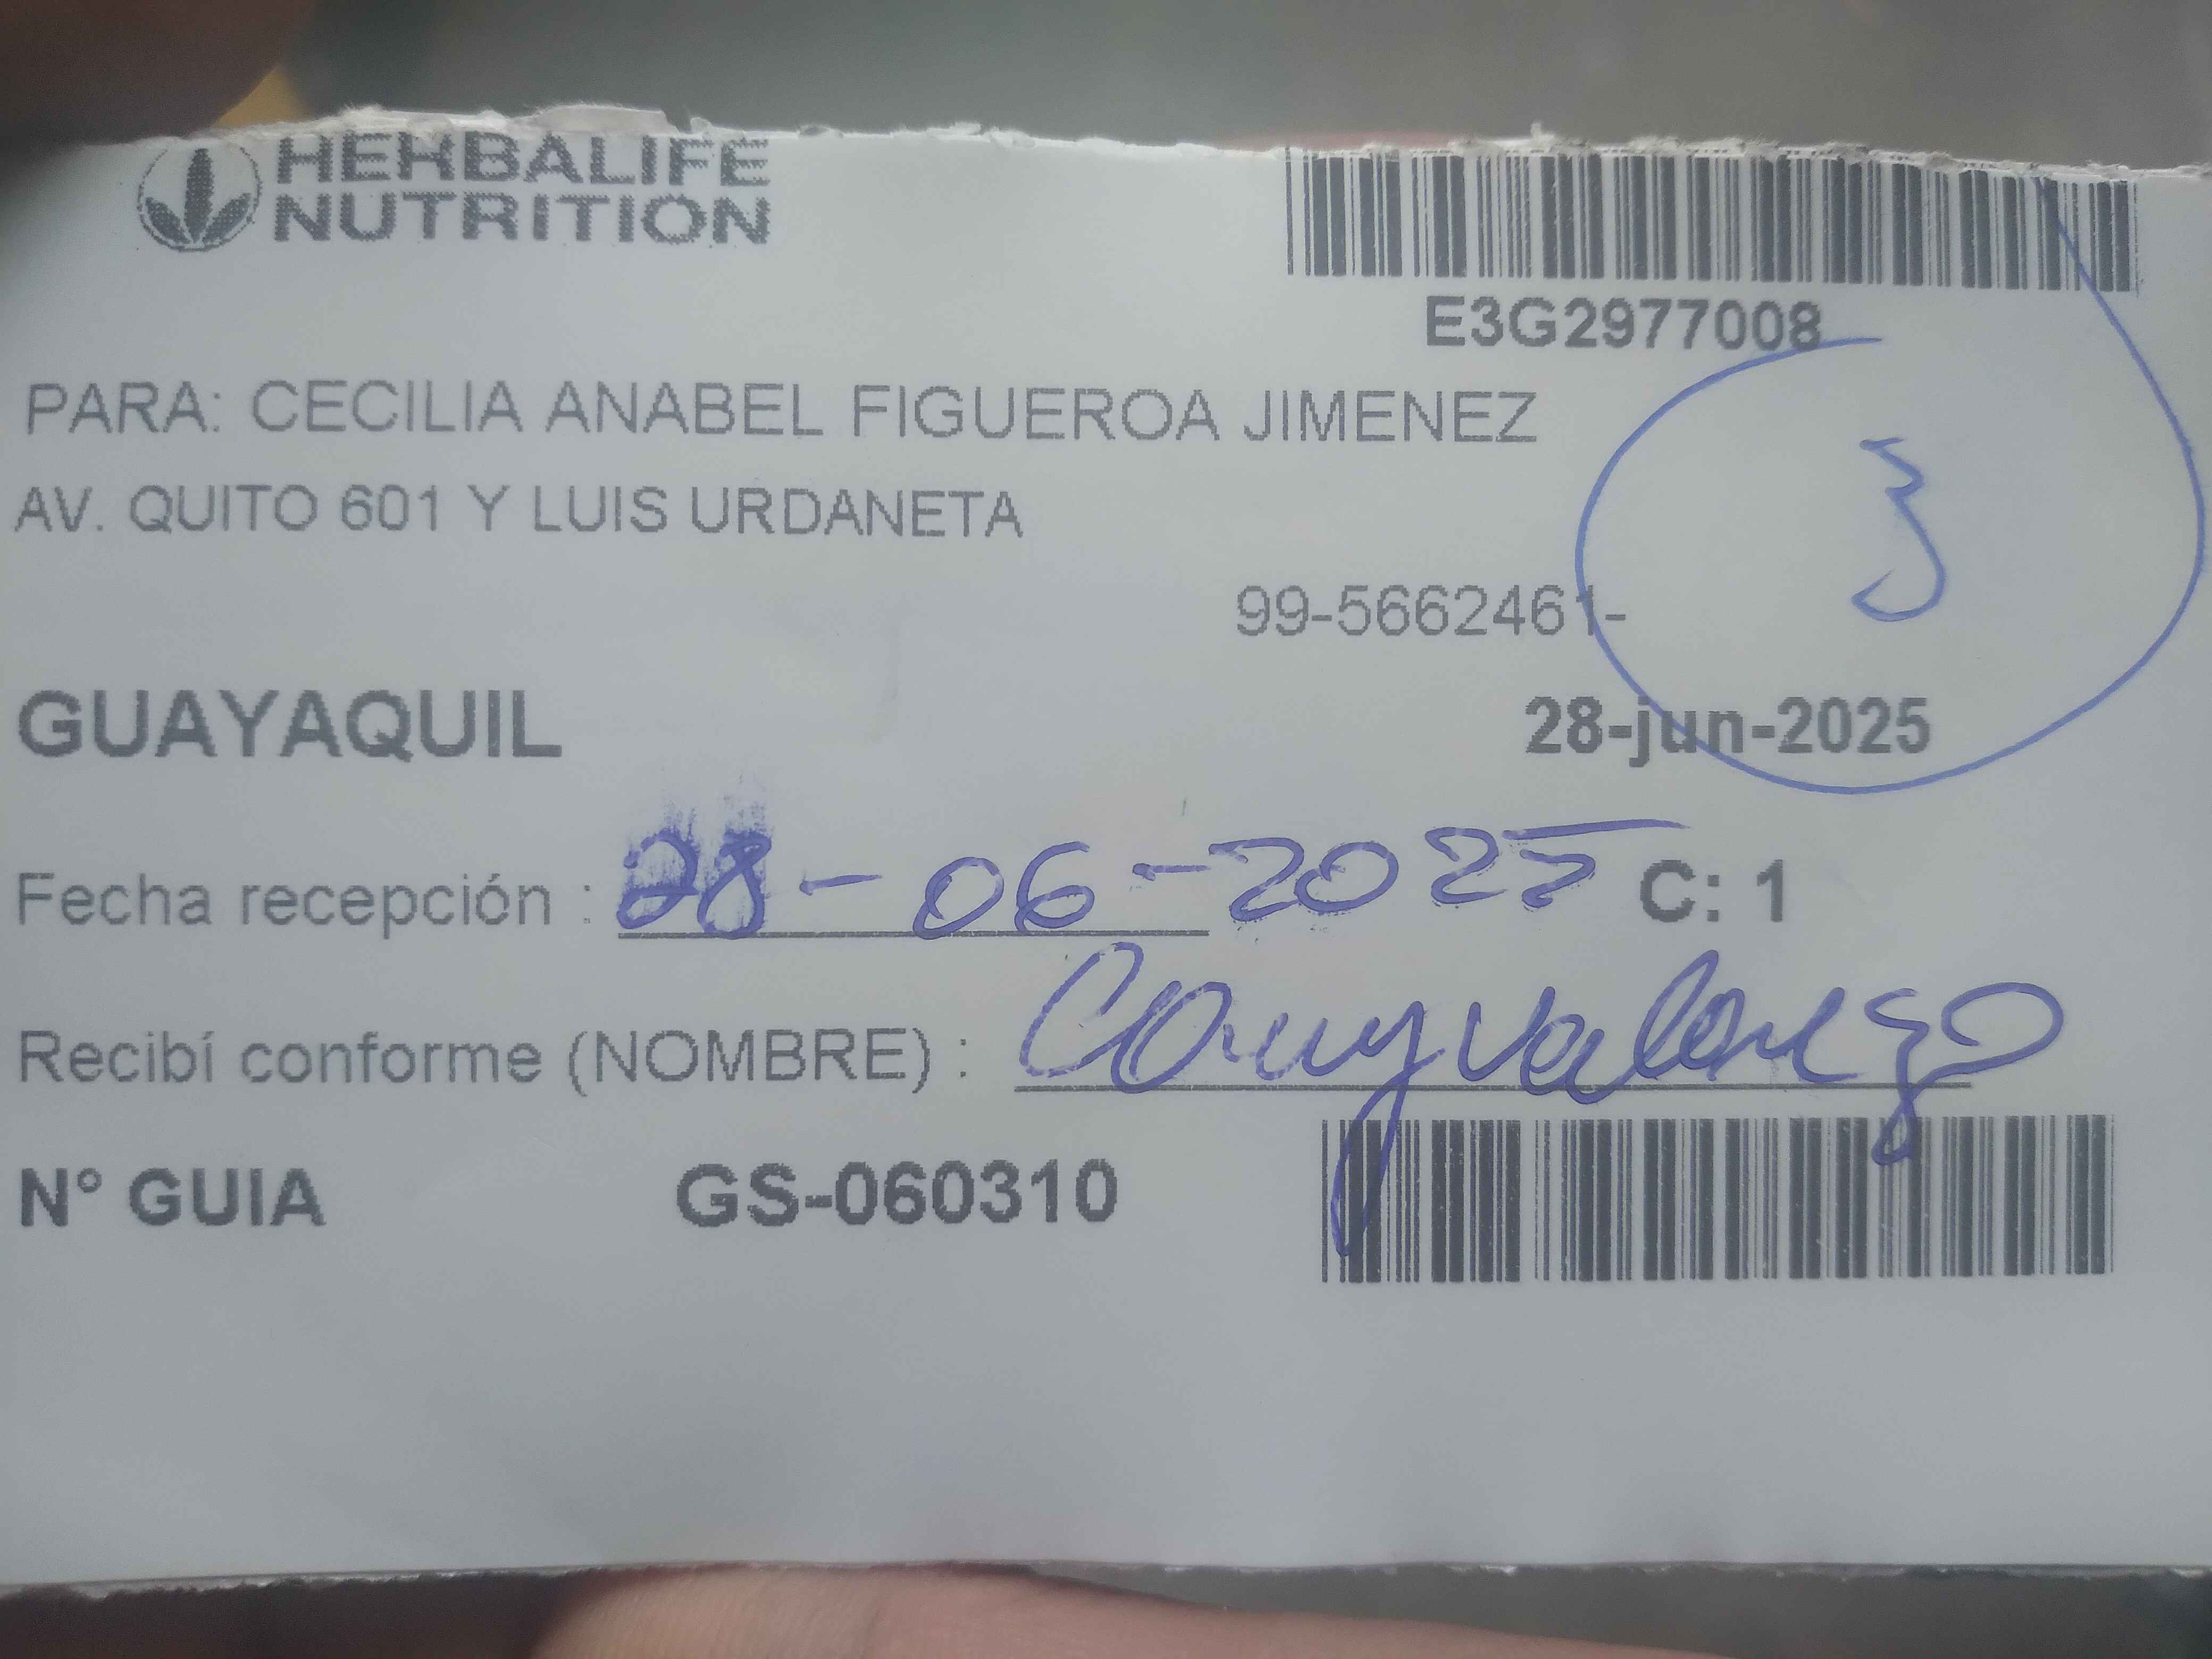 HERBALIFE
NUTRITION
E3G2977008
PARA: CECILIA ANABEL FIGUEROA JIMENEZ
3
AV. QUITO 601 Y LUIS URDANETA
99-5662461-
GUAYAQUIL
28-jun-2025
Fecha recepción : 28-06-2025 C: 1
Recibí conforme (NOMBRE) :
Nº GUIA GS-060310